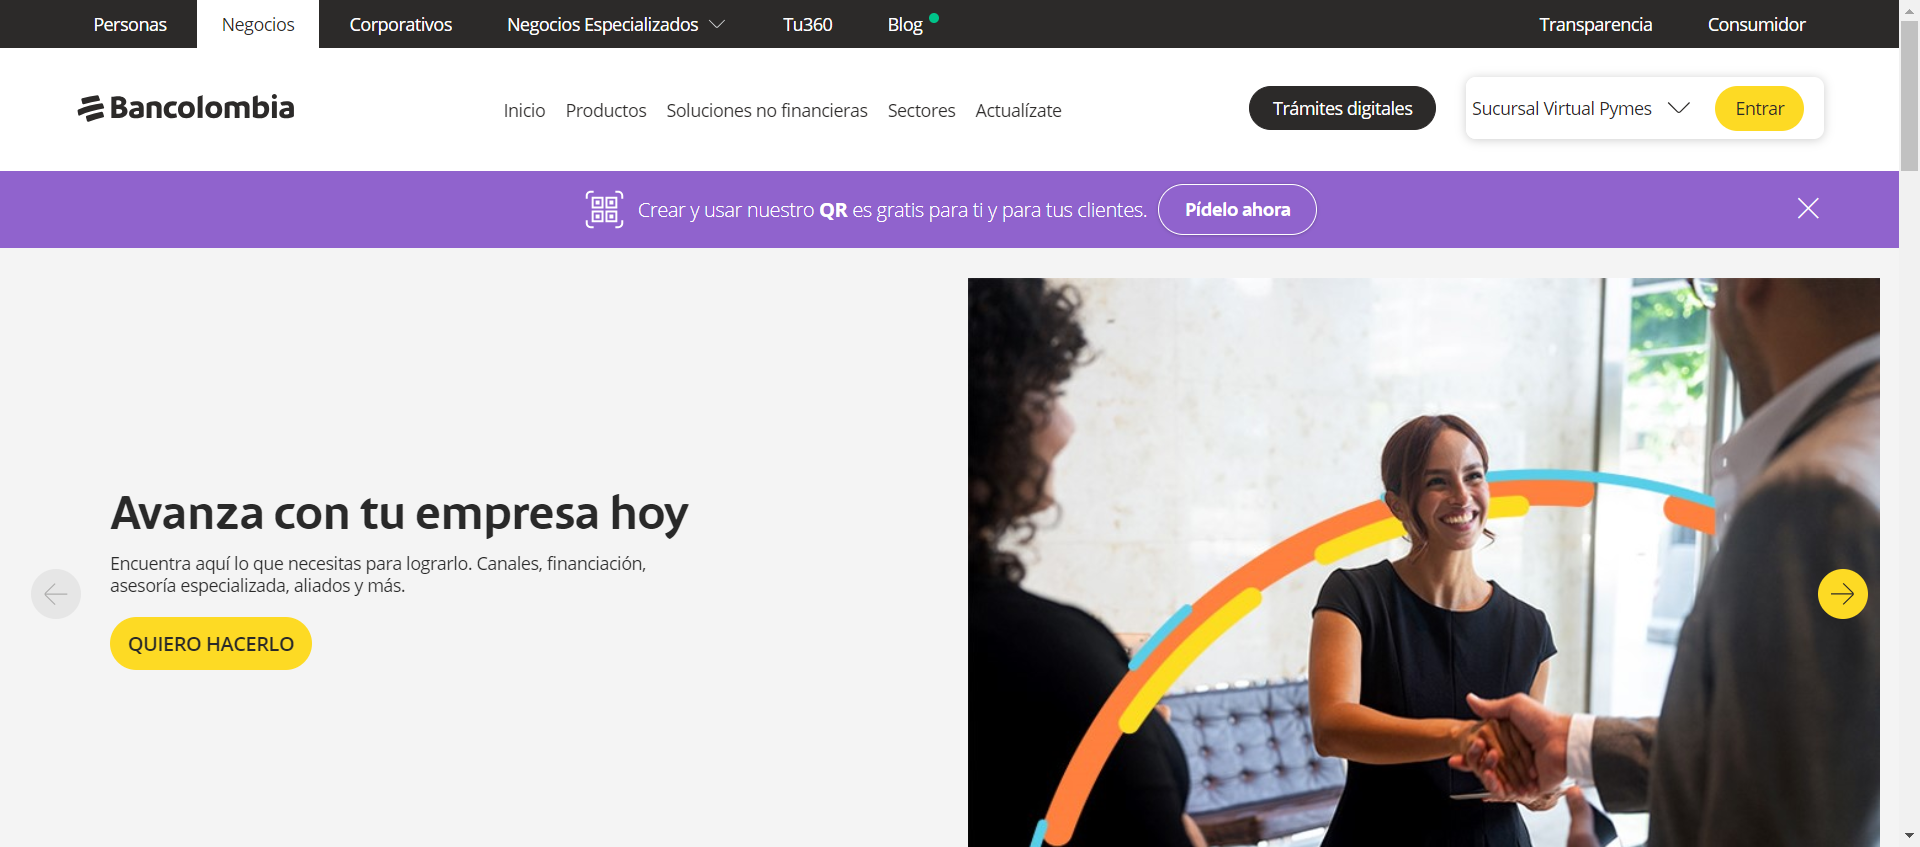 Personas Negocios Corporativos Negocios Especializados Tu360 Blog Transparencia Consumidor
Bancolombia Inicio Productos Soluciones no financieras Sectores Actualízate Trámites digitales Sucursal Virtual Pymes Entrar
Crear y usar nuestro QR es gratis para ti y para tus clientes. Pídelo ahora
Avanza con tu empresa hoy
Encuentra aquí lo que necesitas para lograrlo. Canales, financiación,
asesoría especializada, aliados y más.
QUIERO HACERLO